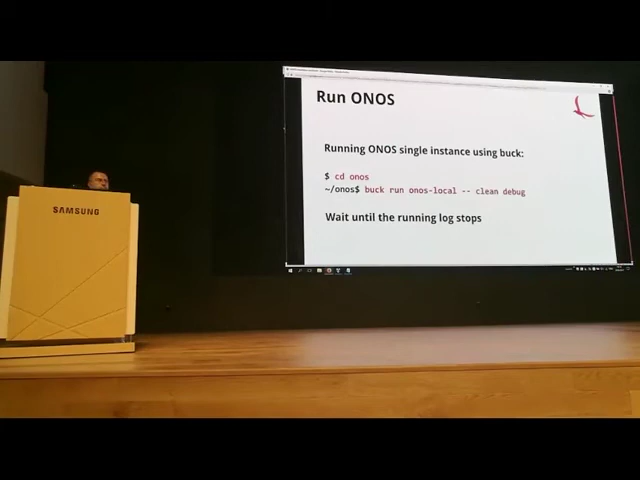 SAMSUNG
Run ONOS
Running ONOS single instance using buck:
$ cd onos
~/onos$ buck run onos-local -- clean debug
Wait until the running log stops